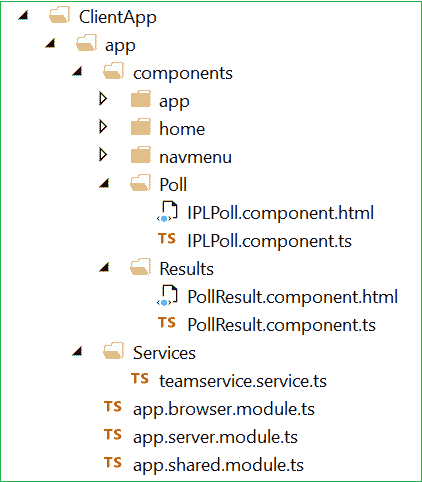 ClientApp
app
components
app
home
navmenu
Poll
IPLPoll.component.html
TS IPLPoll.component.ts
Results
PollResult.component.html
TS PollResult.component.ts
Services
TS teamservice.service.ts
TS app.browser.module.ts
TS app.server.module.ts
TS app.shared.module.ts